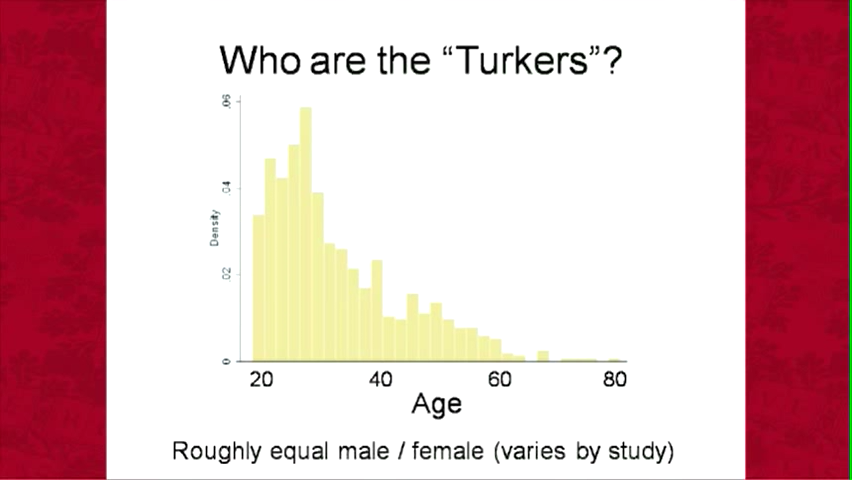 Who are the “Turkers”?
.06
.04
Density
.02
0
20 40 60 80
Age
Roughly equal male / female (varies by study)